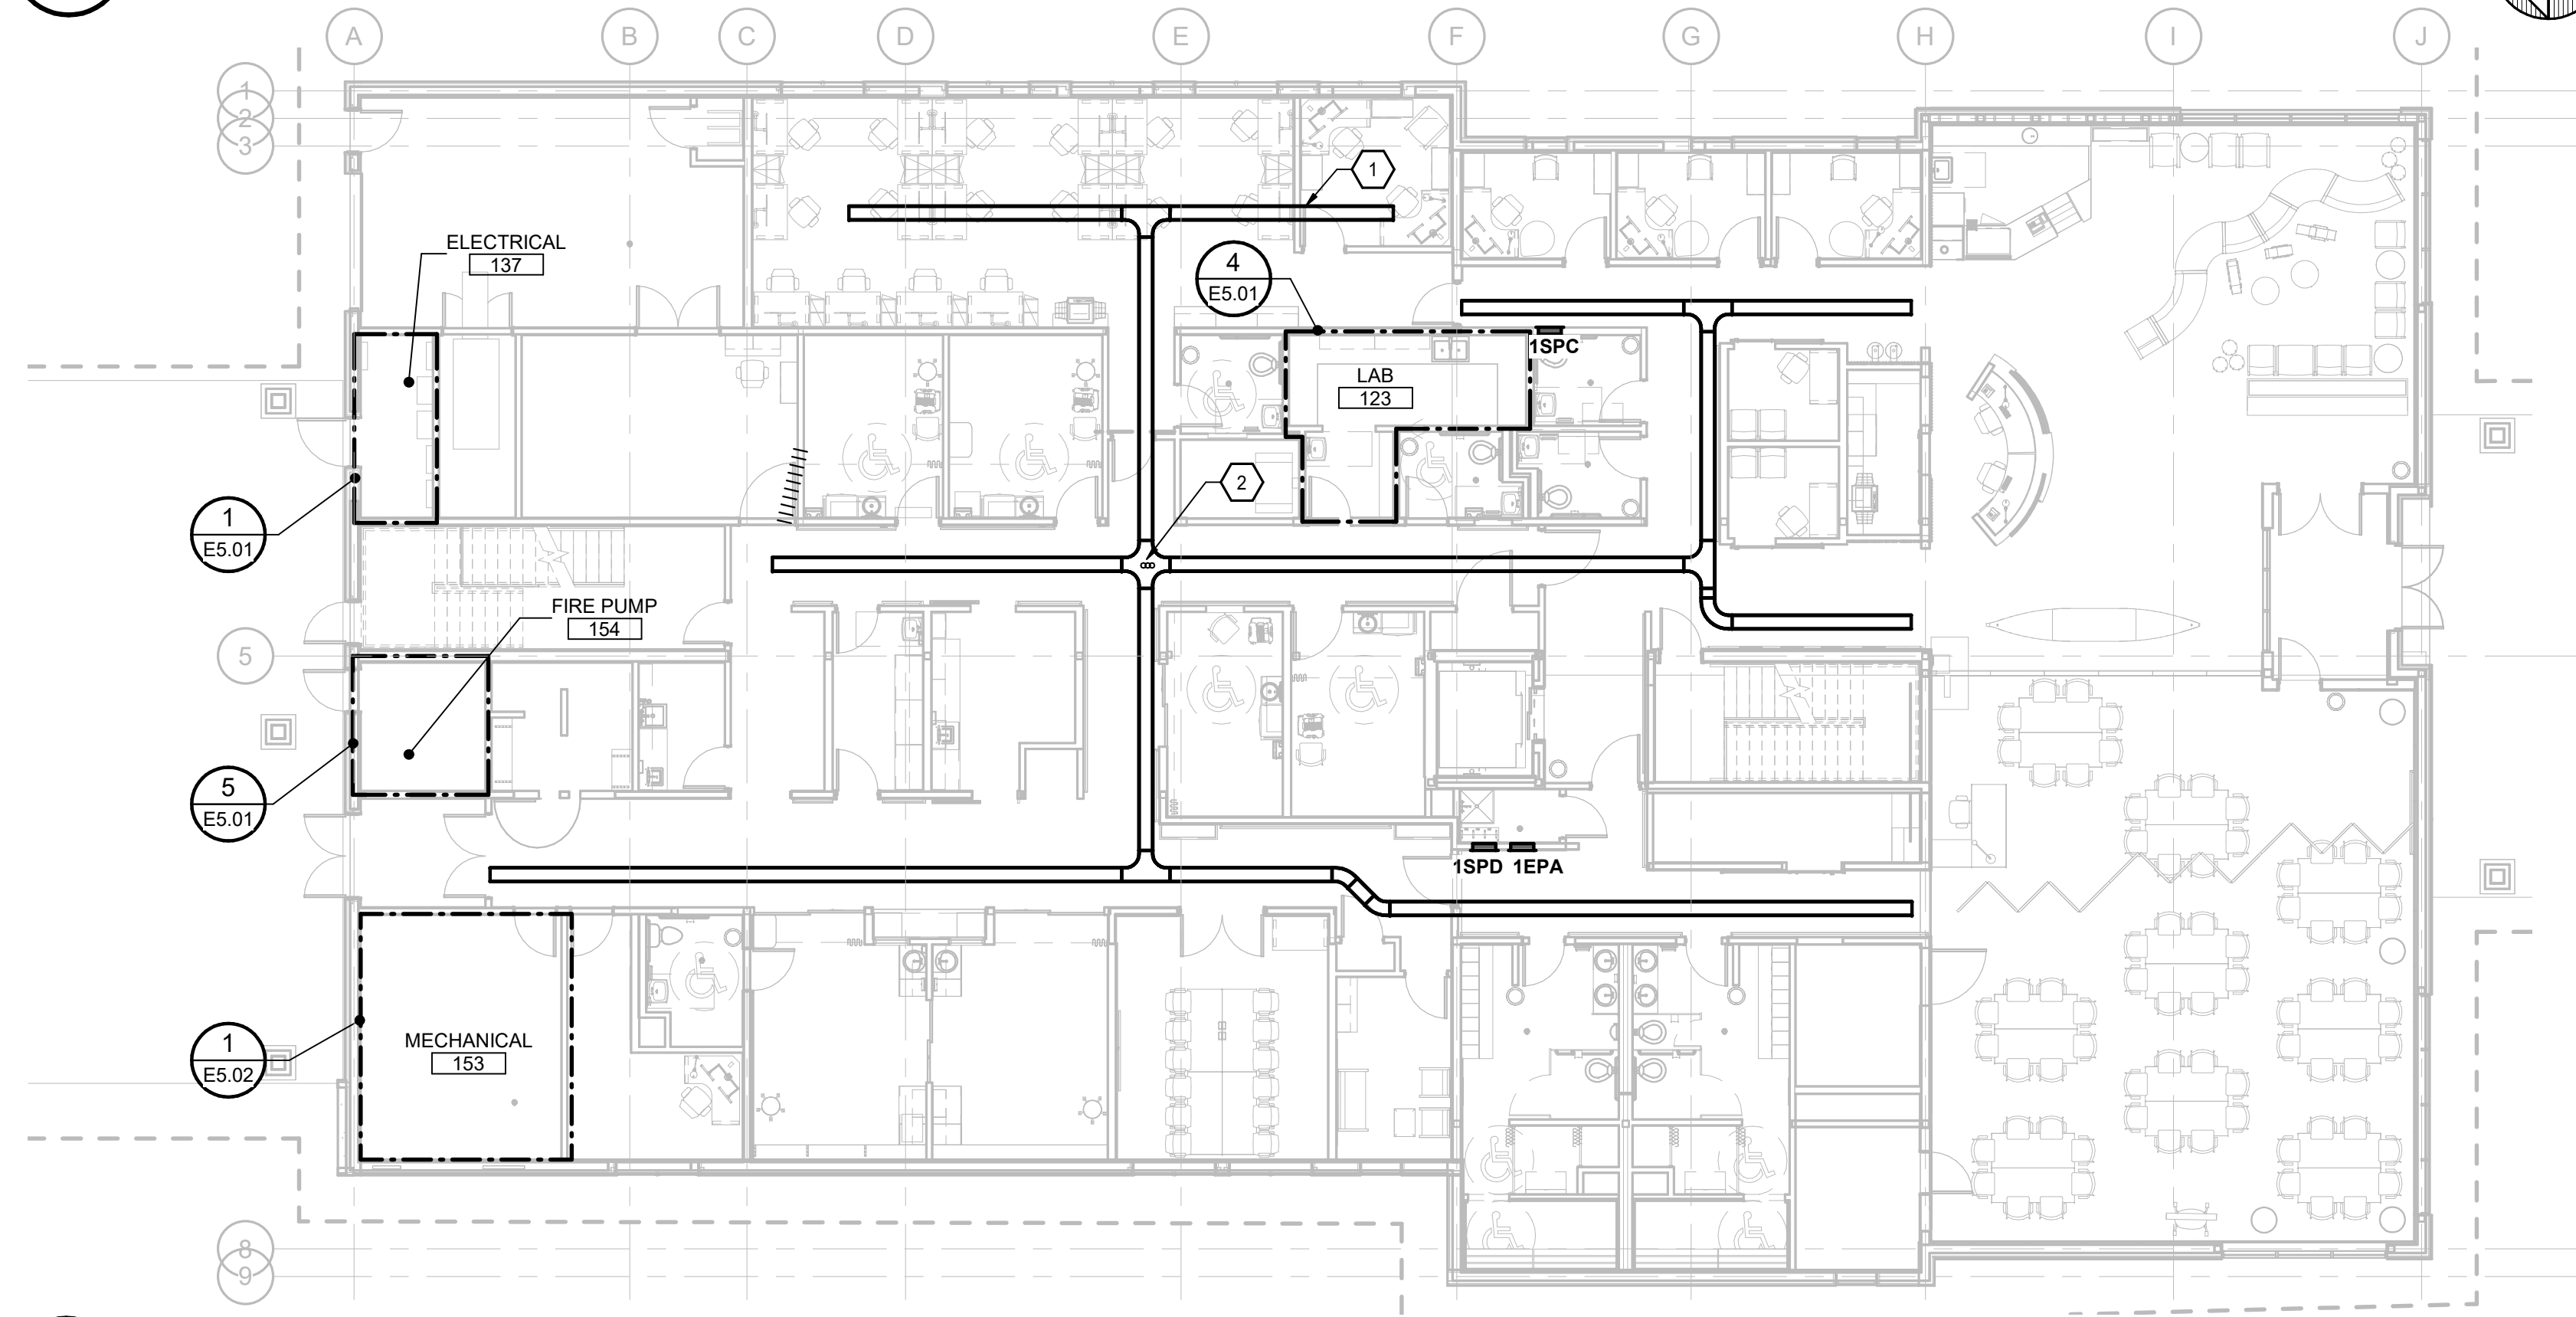 A B C D E F G H I J
1
2
3
1
ELECTRICAL
137
4
E5.01
1SPC
LAB
123
2
1
E5.01
FIRE PUMP
154
5
5
E5.01
1SPD 1EPA
1
E5.02
MECHANICAL
153
8
9